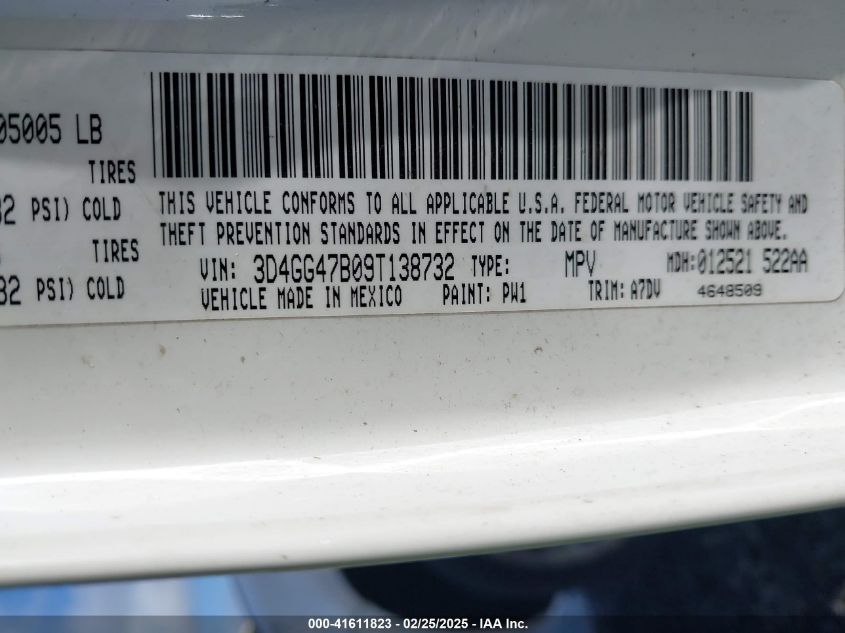 05005 LB
TIRES
PSI) COLD
TIRES
PSI) COLD
THIS VEHICLE CONFORMS TO ALL APPLICABLE U.S.A. FEDERAL MOTOR VEHICLE SAFETY AND
THEFT PREVENTION STANDARDS IN EFFECT ON THE DATE OF MANUFACTURE SHOWN ABOVE.
VIN: 3D4GG47B09T138732 TYPE: MPV MDH:012521 522AA
VEHICLE MADE IN MEXICO PAINT: PW1 TRIM: A7DV 4648509
000-41611823 - 02/25/2025 - IAA Inc.